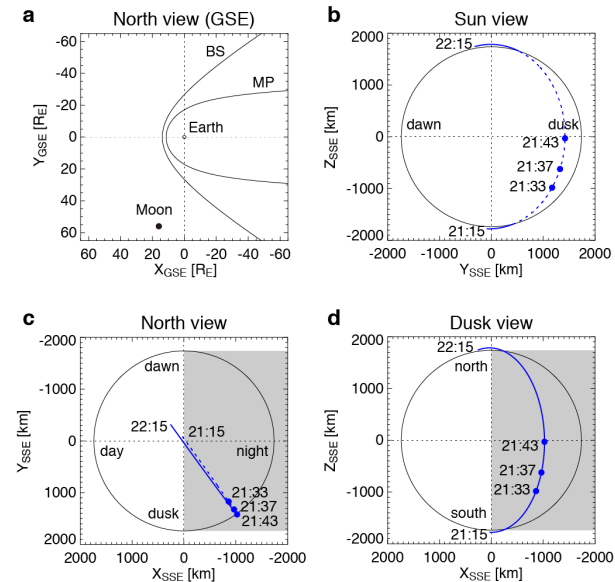 a North view (GSE)
-60
-40
-20
0
20
40
60
Y_GSE [R_E]
BS
MP
Earth
Moon
60 40 20 0 -20 -40 -60
X_GSE [R_E]
b Sun view
2000
1000
0
-1000
-2000
Z_SSE [km]
22:15
dawn dusk
21:43
21:37
21:33
21:15
-2000 -1000 0 1000 2000
Y_SSE [km]
c North view
-2000
-1000
0
1000
2000
Y_SSE [km]
dawn
22:15 21:15
day night
21:33
21:37
21:43
dusk
2000 1000 0 -1000 -2000
X_SSE [km]
d Dusk view
2000
1000
0
-1000
-2000
Z_SSE [km]
22:15
north
21:43
21:37
21:33
south
21:15
2000 1000 0 -1000 -2000
X_SSE [km]